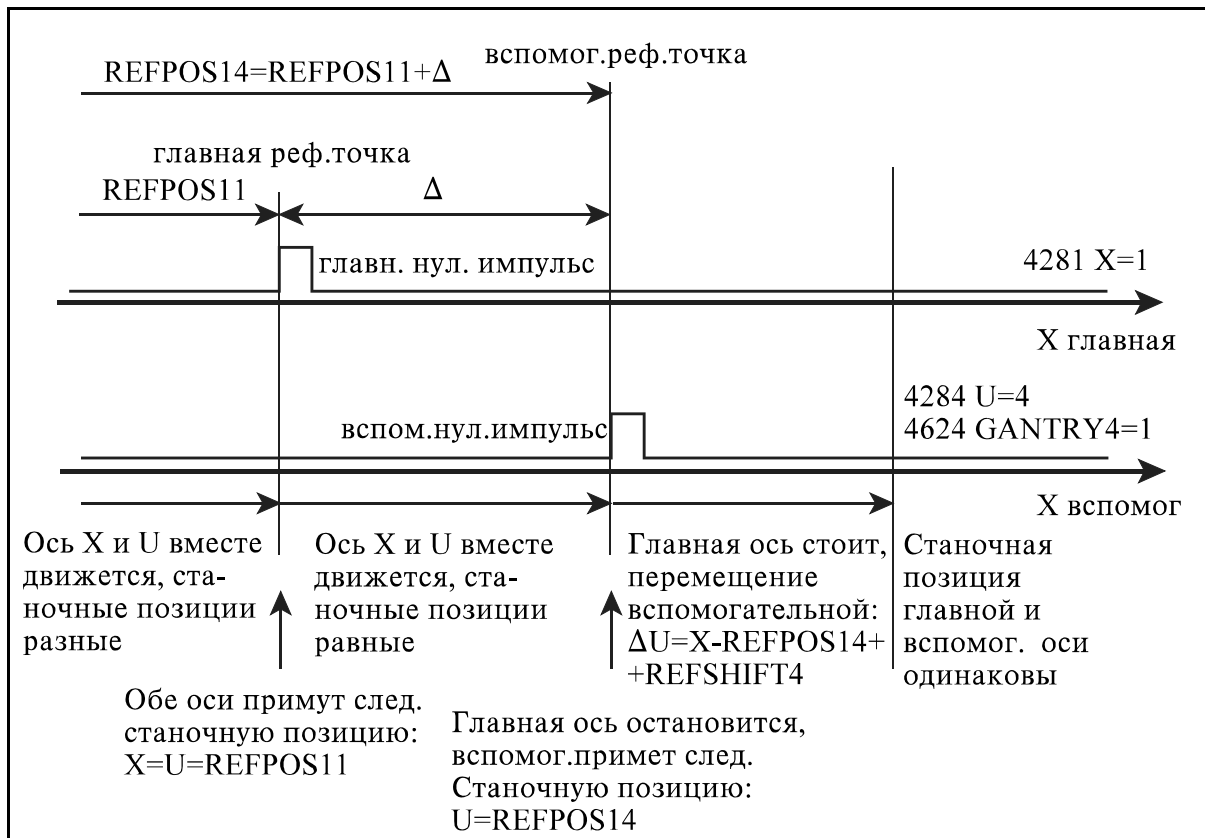 вспомог.реф.точка
REFPOS14=REFPOS11+Δ
главная реф.точка
REFPOS11
Δ
главн. нул. импульс
4281 X=1
X главная
4284 U=4
4624 GANTRY4=1
вспом.нул.импульс
X вспомог
Ось X и U вместе
движется, ста-
ночные позиции
разные
Ось X и U вместе
движется, ста-
ночные позиции
равные
Главная ось стоит,
перемещение
вспомогательной:
ΔU=X-REFPOS14+
+REFSHIFT4
Станочная
позиция
главной и
вспомог. оси
одинаковы
Обе оси примут след.
станочную позицию:
X=U=REFPOS11
Главная ось остановится,
вспомог.примет след.
Станочную позицию:
U=REFPOS14